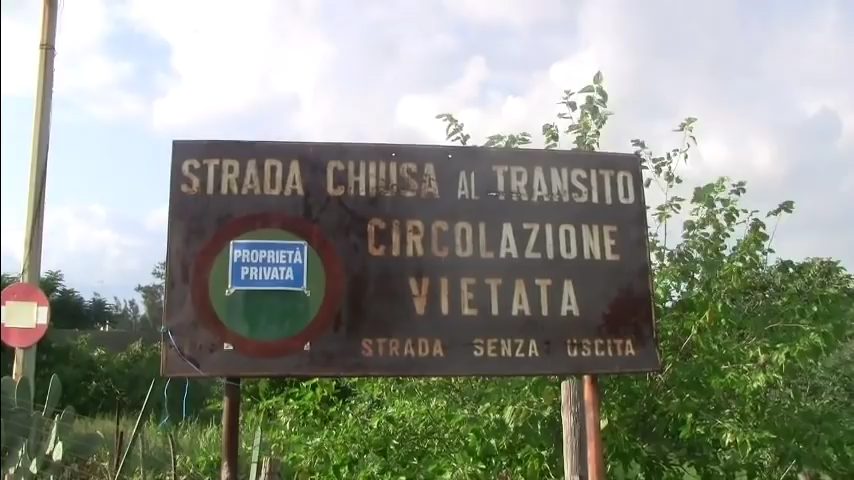 STRADA CHIUSA AL TRANSITO
CIRCOLAZIONE
VIETATA
STRADA SENZA USCITA
PROPRIETÀ
PRIVATA